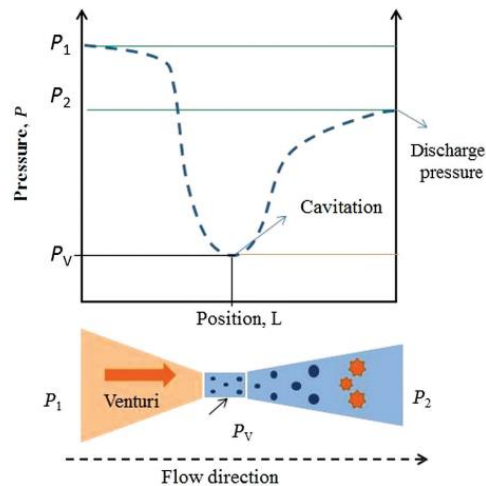 P1
P2
Pressure, P
Discharge
pressure
Cavitation
PV
Position, L
P1
Venturi
PV
P2
Flow direction